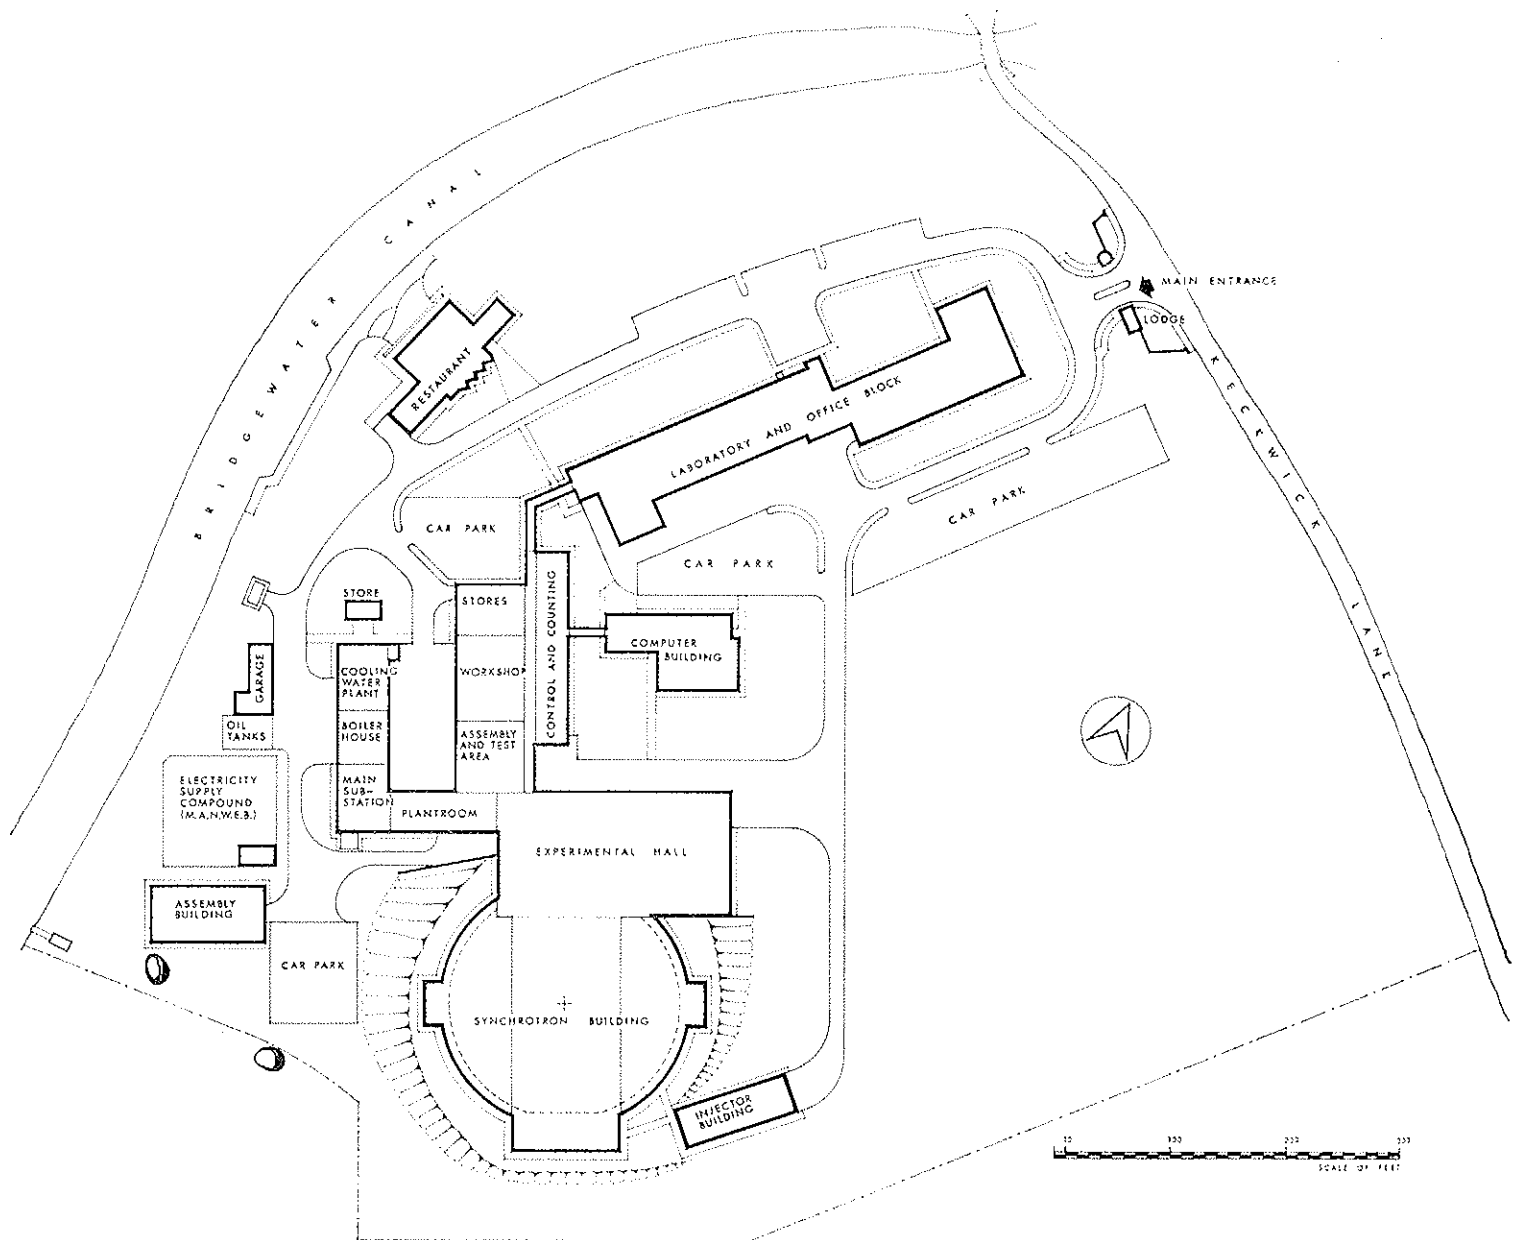 BRIDGEWATER CANAL
MAIN ENTRANCE
LODGE
KECKWICK LANE
RESTAURANT
LABORATORY AND OFFICE BLOCK
CAR PARK
CAR PARK
CAR PARK
STORE
STORES
CONTROL AND COUNTING
COMPUTER
BUILDING
GARAGE
COOLING
WATER
PLANT
WORKSHOP
OIL
TANKS
BOILER
HOUSE
ASSEMBLY
AND TEST
AREA
ELECTRICITY
SUPPLY
COMPOUND
(M.A.N.W.E.B.)
MAIN
SUB-
STATION
PLANTROOM
EXPERIMENTAL HALL
ASSEMBLY
BUILDING
CAR PARK
SYNCHROTRON BUILDING
INJECTOR
BUILDING
100 200
SCALE OF FEET